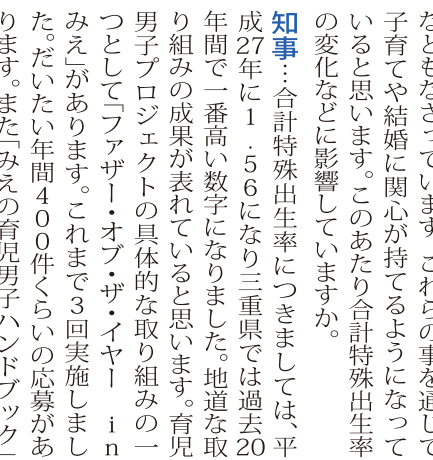 なともなさっています。これらの事を通じて
子育てや結婚に関心が持てるようになって
いると思います。このあたり合計特殊出生率
の変化などに影響していますか。
知事…合計特殊出生率につきましては、平
成27年に1.56になり三重県では過去20
年間で一番高い数字になりました。地道な取
り組みの成果が表れていると思います。育児
男子プロジェクトの具体的な取り組みの一
つとして「ファザー・オブ・ザ・イヤー in
みえ」があります。これまで3回実施しまし
た。だいたい年間400件くらいの応募があ
ります。また「みえの育児男子ハンドブック」